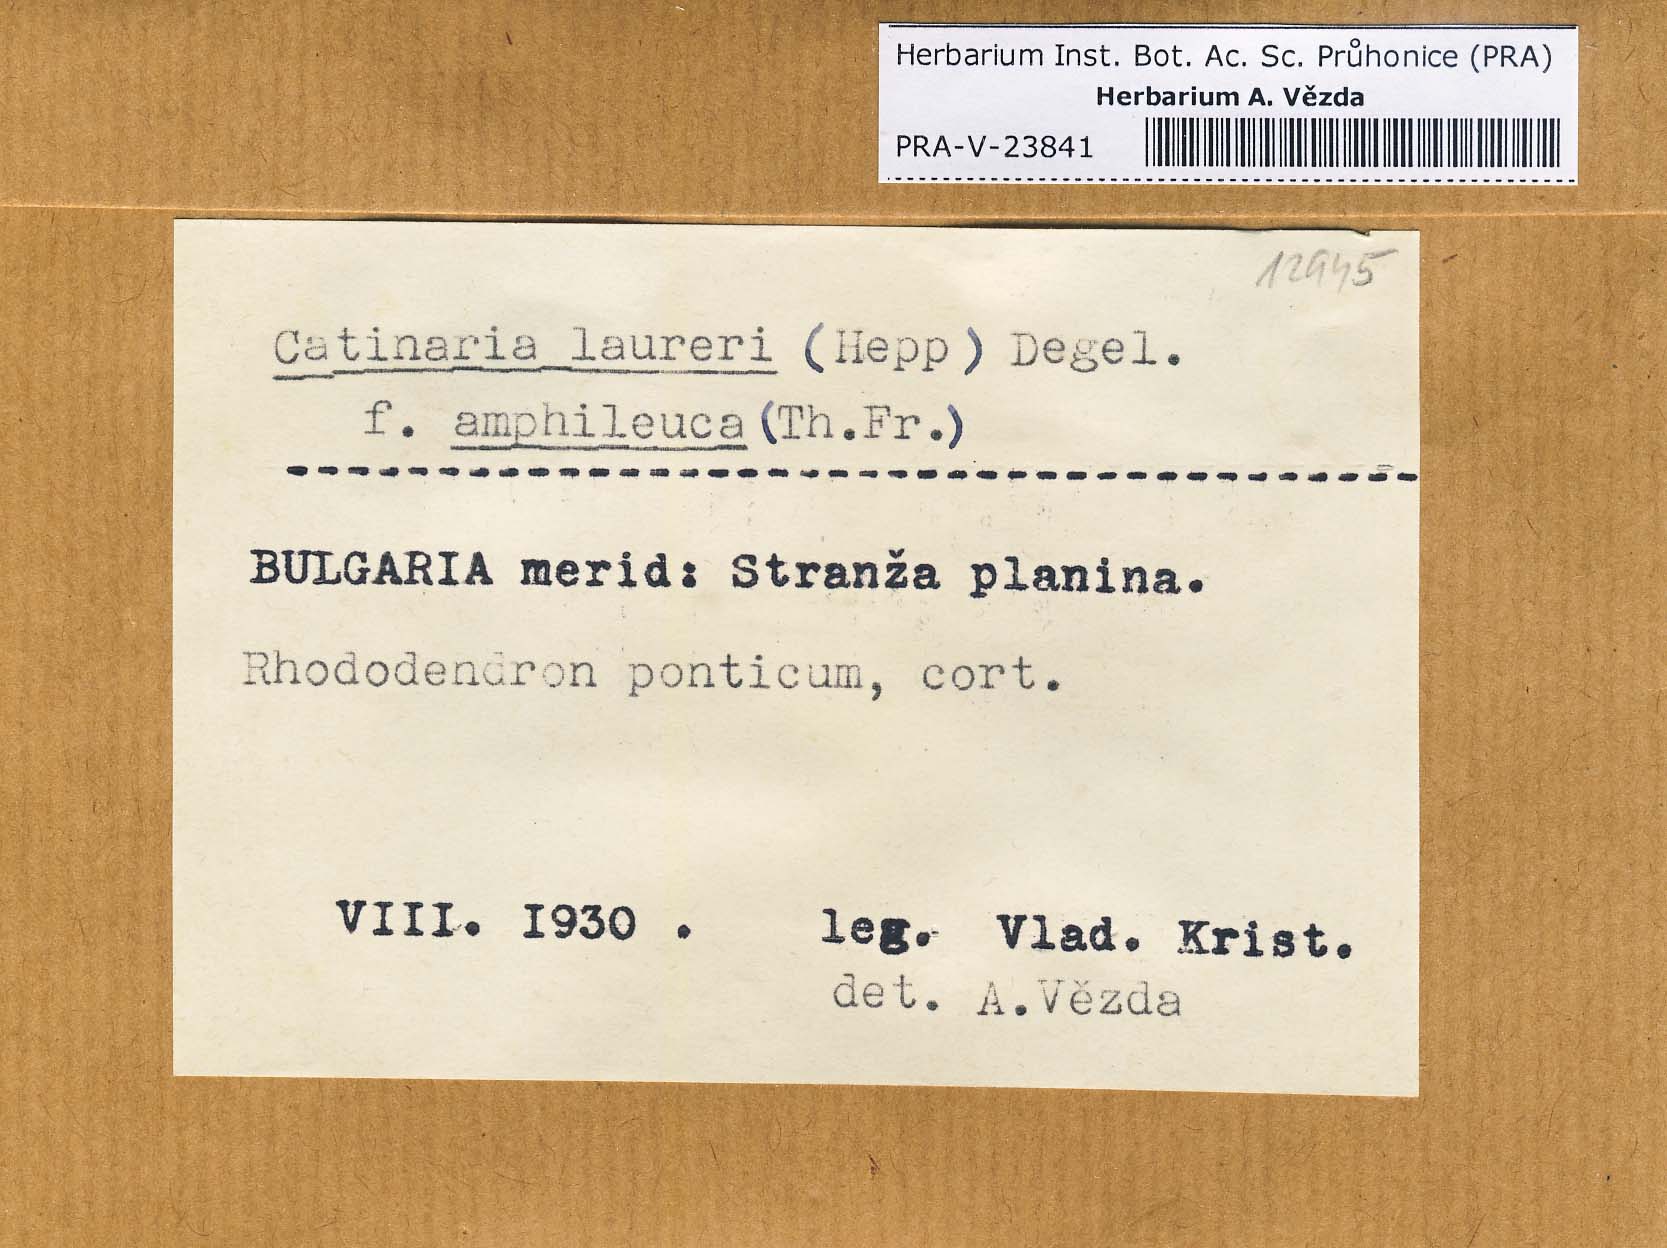 Herbarium Inst. Bot. Ac. Sc. Průhonice (PRA)
Herbarium A. Vězda
PRA-V-23841
12945
Catinaria laureri (Hepp) Degel.
f. amphileuca (Th.Fr.)
BULGARIA merid: Stranža planina.
Rhododendron ponticum, cort.
VIII. I930 . leg. Vlad. Krist.
det. A.Vězda